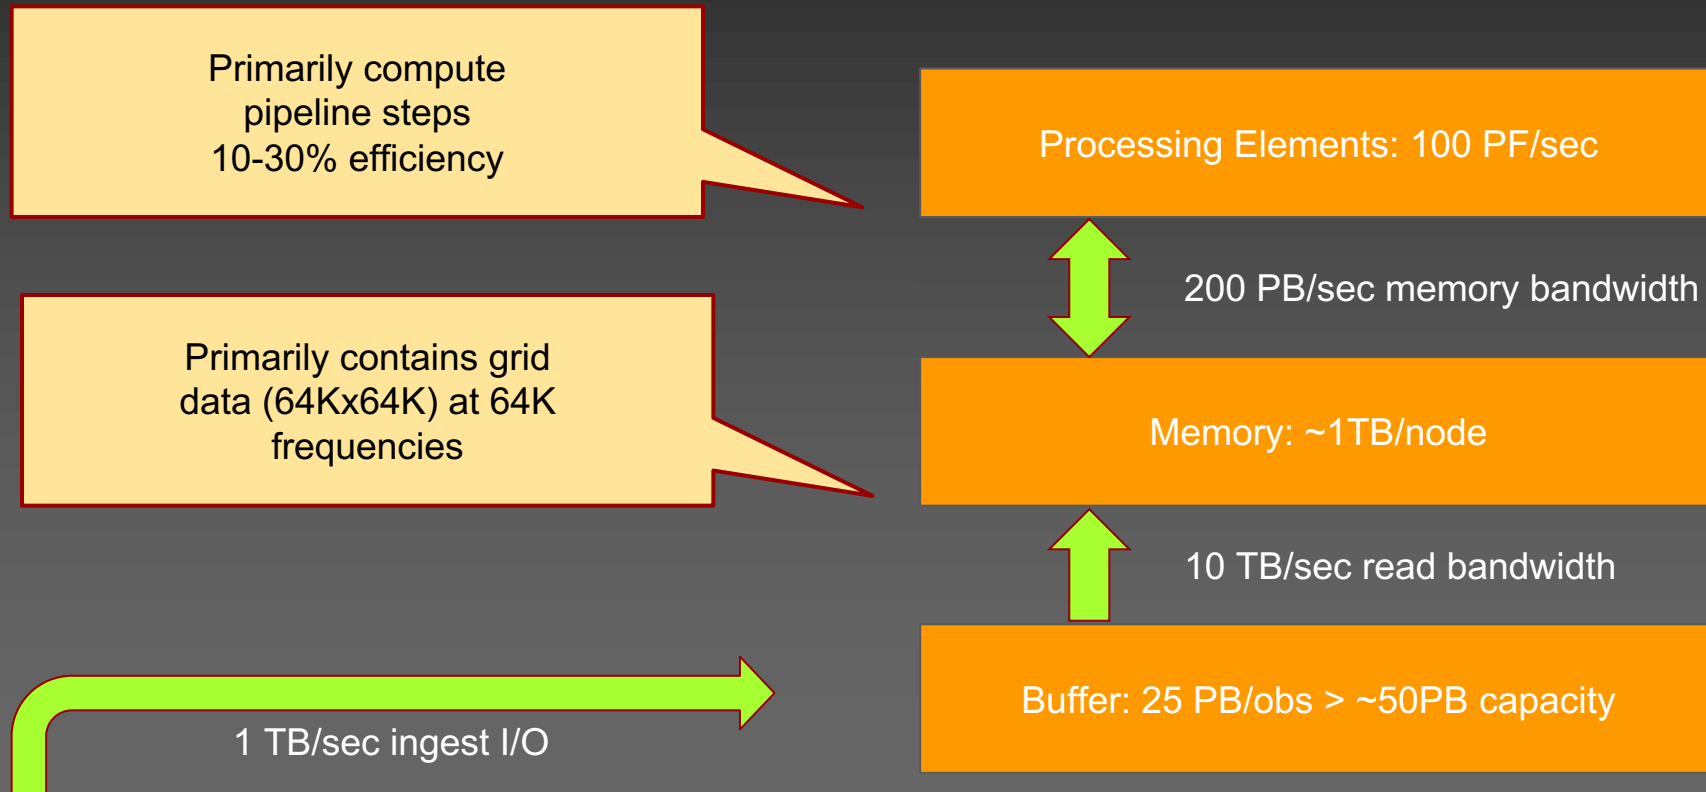 Primarily compute
pipeline steps
10-30% efficiency
Processing Elements: 100 PF/sec
200 PB/sec memory bandwidth
Primarily contains grid
data (64Kx64K) at 64K
frequencies
Memory: ~1TB/node
10 TB/sec read bandwidth
Buffer: 25 PB/obs > ~50PB capacity
1 TB/sec ingest I/O